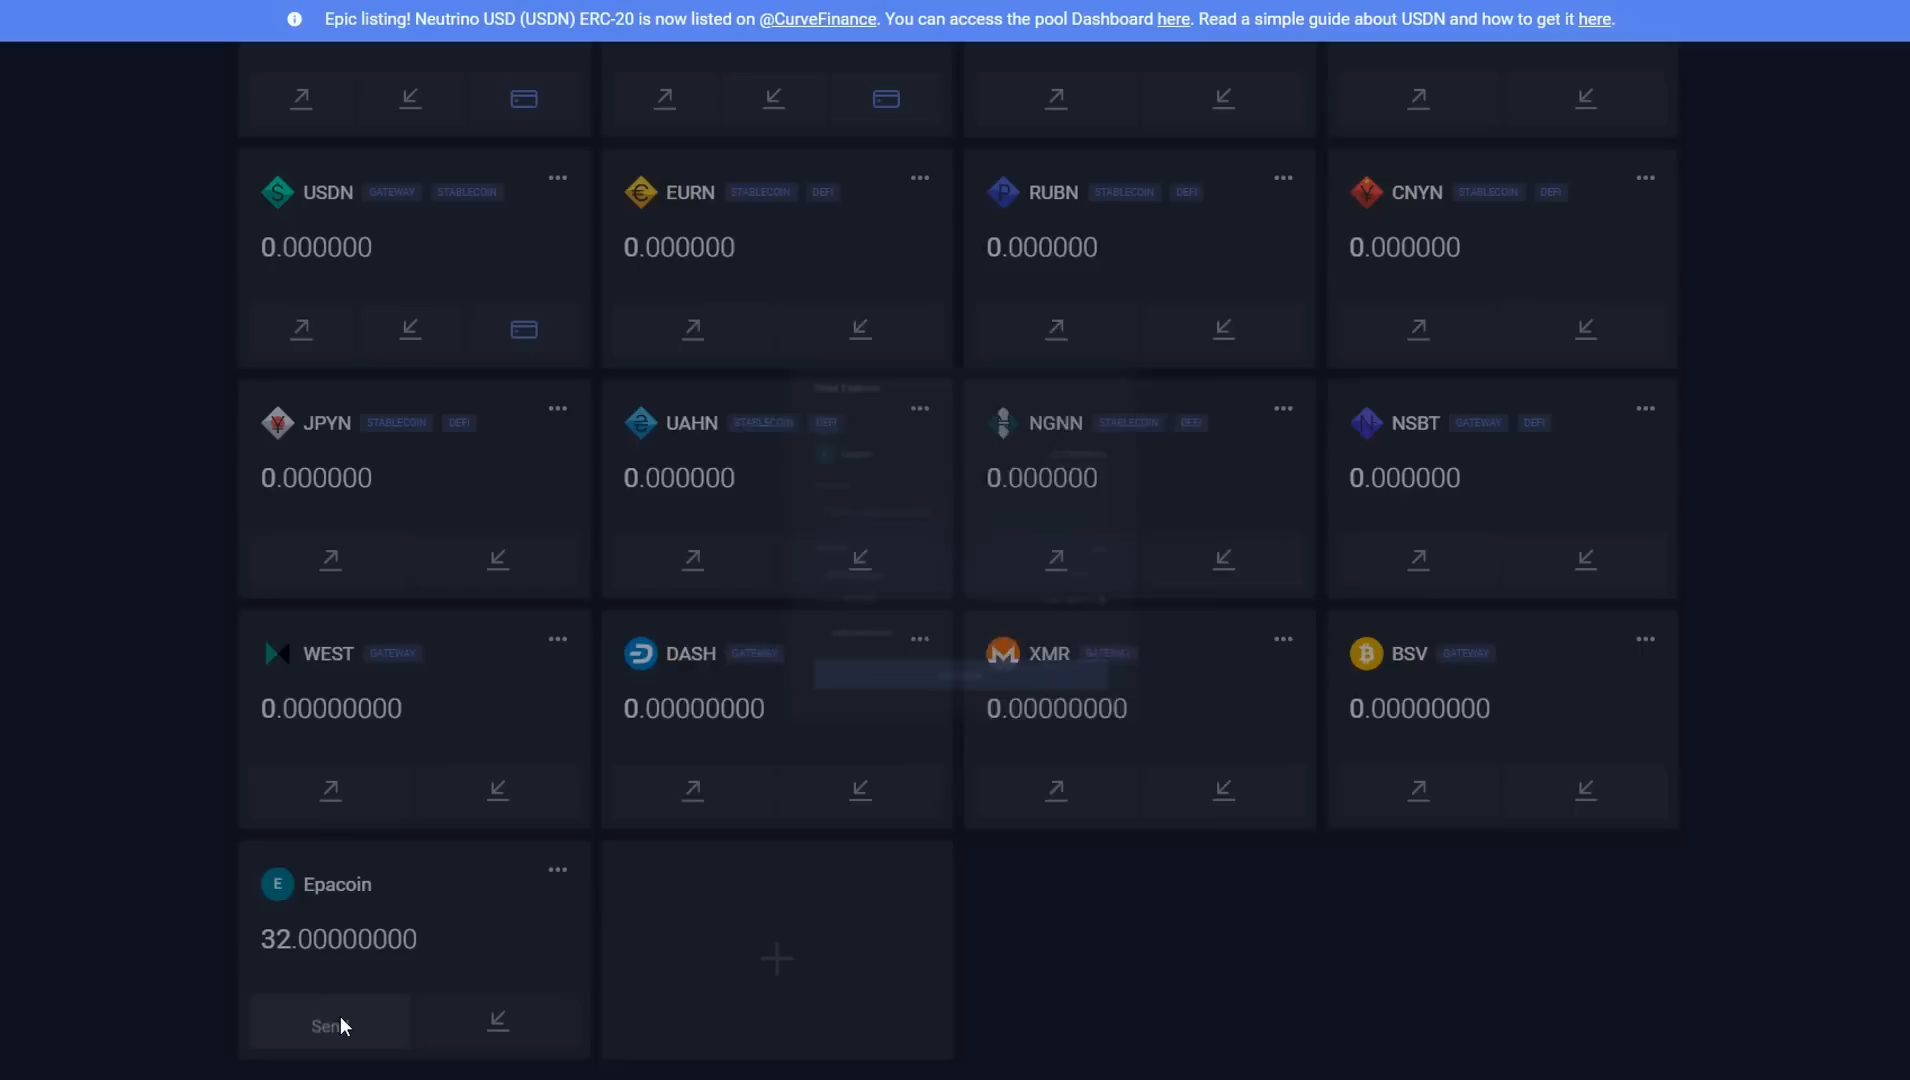 Epic listing! Neutrino USD (USDN) ERC-20 is now listed on @CurveFinance. You can access the pool Dashboard here. Read a simple guide about USDN and how to get it here.
USDN GATEWAY STABLECOIN
0.000000
EURN STABLECOIN DEFI
0.000000
RUBN STABLECOIN DEFI
0.000000
CNYN STABLECOIN DEFI
0.000000
JPYN STABLECOIN DEFI
0.000000
UAHN STABLECOIN DEFI
0.000000
NGNN STABLECOIN DEFI
0.000000
NSBT GATEWAY DEFI
0.000000
WEST GATEWAY
0.00000000
DASH GATEWAY
0.00000000
XMR GATEWAY
0.00000000
BSV GATEWAY
0.00000000
E Epacoin
32.00000000